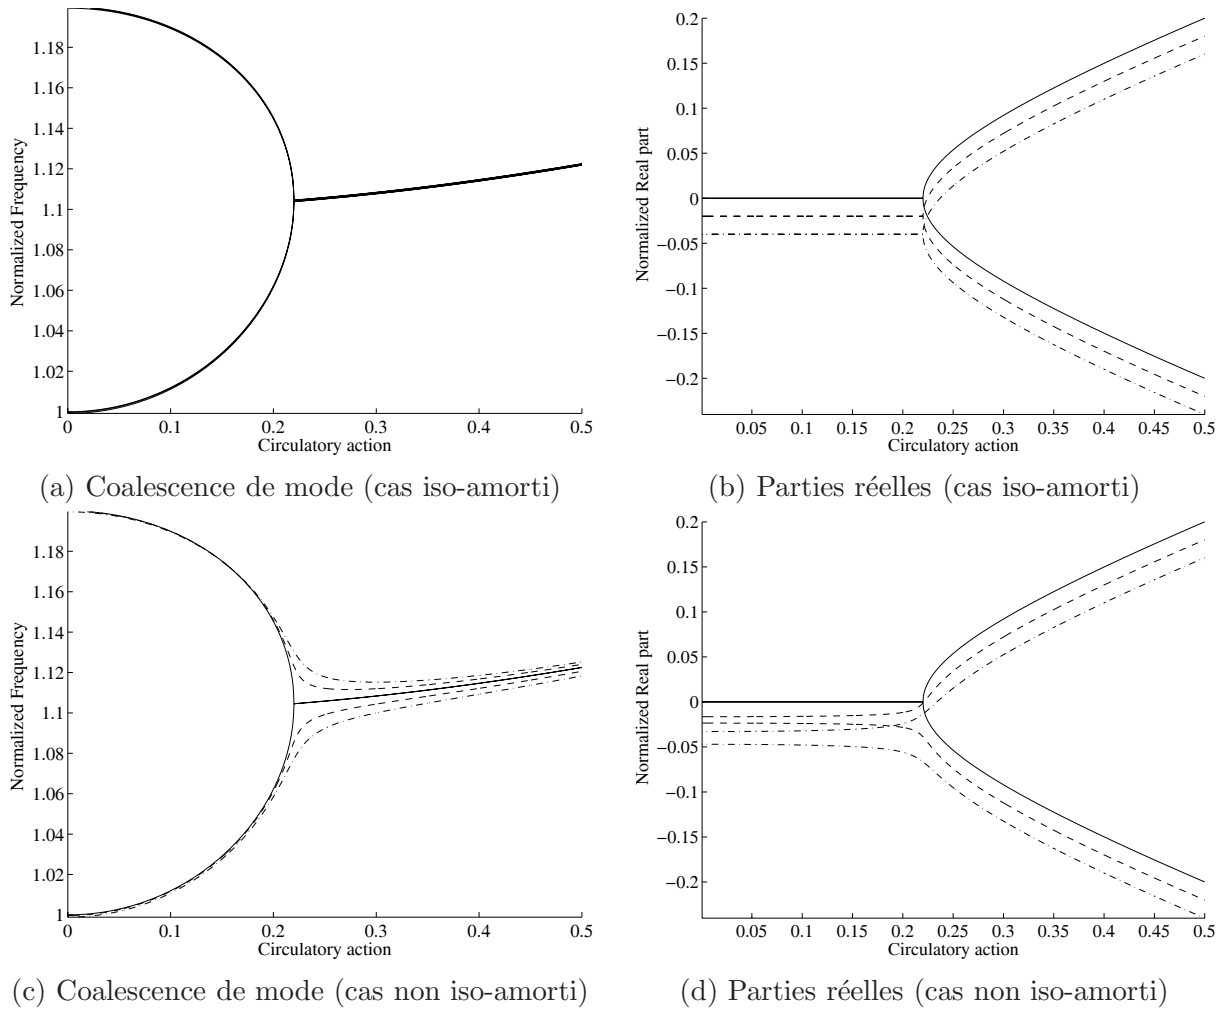 1.18
1.16
1.14
1.12
1.1
1.08
1.06
1.04
1.02
1
Normalized Frequency
0 0.1 0.2 0.3 0.4 0.5
Circulatory action
0.2
0.15
0.1
0.05
0
−0.05
−0.1
−0.15
−0.2
Normalized Real part
0.05 0.1 0.15 0.2 0.25 0.3 0.35 0.4 0.45 0.5
Circulatory action
(a) Coalescence de mode (cas iso-amorti)
(b) Parties réelles (cas iso-amorti)
1.18
1.16
1.14
1.12
1.1
1.08
1.06
1.04
1.02
1
Normalized Frequency
0 0.1 0.2 0.3 0.4 0.5
Circulatory action
0.2
0.15
0.1
0.05
0
−0.05
−0.1
−0.15
−0.2
Normalized Real part
0.05 0.1 0.15 0.2 0.25 0.3 0.35 0.4 0.45 0.5
Circulatory action
(c) Coalescence de mode (cas non iso-amorti)
(d) Parties réelles (cas non iso-amorti)